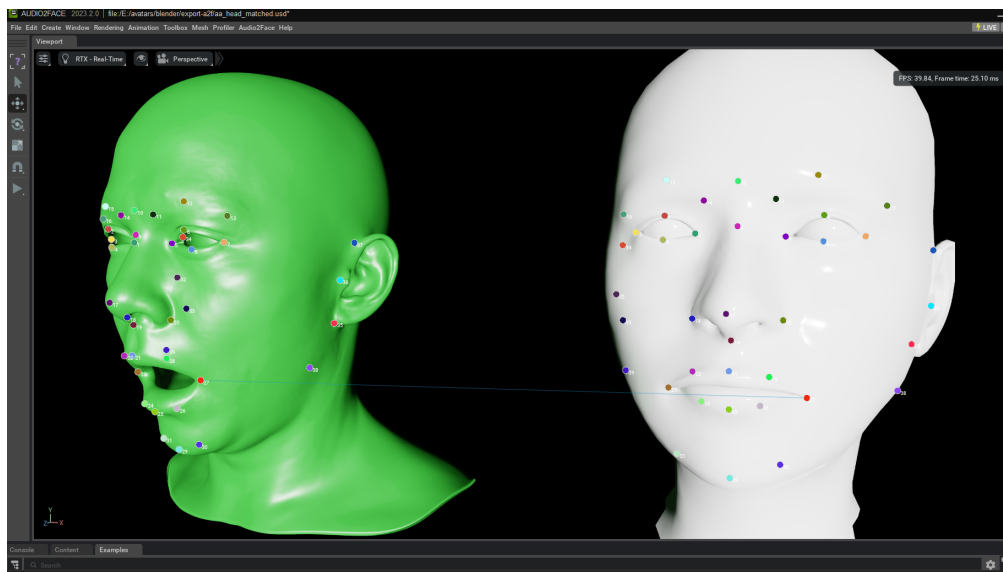 AUDIO2FACE 2023.2.0 | file:/E:/avatars/blender/export-a2f/aa_head_matched.usd*
File Edit Create Window Rendering Animation Toolbox Mesh Profiler Audio2Face Help
LIVE
Viewport
RTX - Real-Time
Perspective
FPS: 39.84, Frame time: 25.10 ms
Y
Z
X
Console
Content
Examples
Search